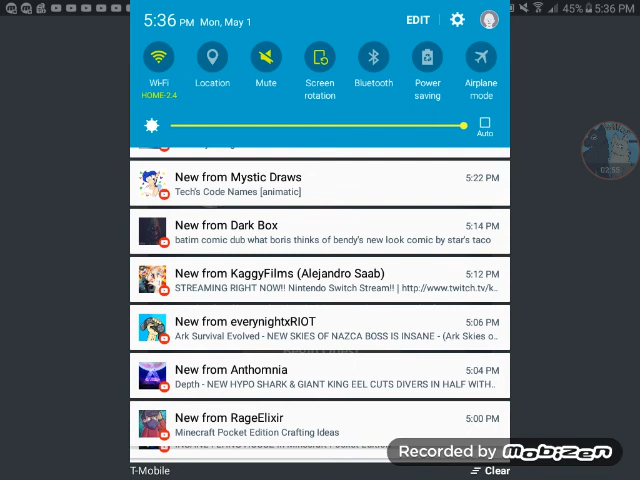 45% 5:36 PM
5:36 PM Mon, May 1 EDIT
Wi-Fi
HOME-2.4
Location
Mute
Screen
rotation
Bluetooth
Power
saving
Airplane
mode
Auto
02:55
New from Mystic Draws 5:22 PM
Tech's Code Names [animatic]
New from Dark Box 5:14 PM
batim comic dub what boris thinks of bendy's new look comic by star's taco
New from KaggyFilms (Alejandro Saab) 5:12 PM
STREAMING RIGHT NOW!! Nintendo Switch Stream!! | http://www.twitch.tv/k..
New from everynightxRIOT 5:06 PM
Ark Survival Evolved - NEW SKIES OF NAZCA BOSS IS INSANE - (Ark Skies o..
New from Anthomnia 5:04 PM
Depth - NEW HYPO SHARK & GIANT KING EEL CUTS DIVERS IN HALF WITH..
New from RageElixir 5:00 PM
Minecraft Pocket Edition Crafting Ideas
Recorded by Mobizen
T-Mobile Clear